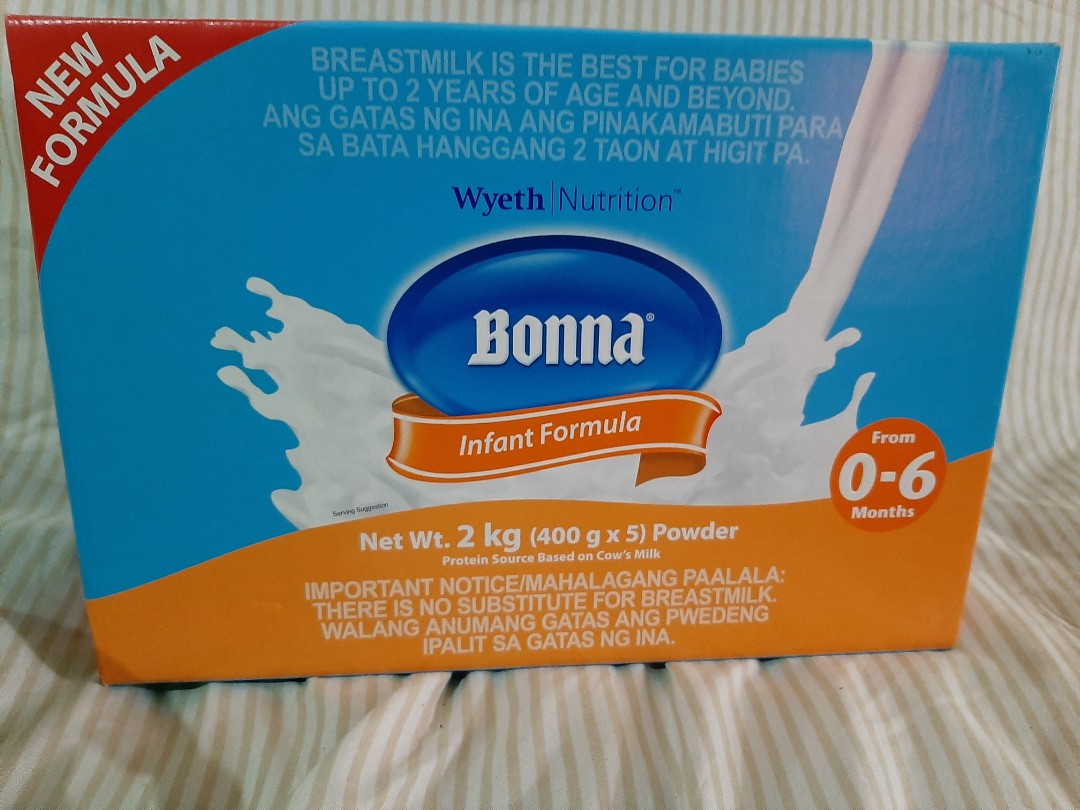 NEW
FORMULA
BREASTMILK IS THE BEST FOR BABIES
UP TO 2 YEARS OF AGE AND BEYOND.
ANG GATAS NG INA ANG PINAKAMABUTI PARA
SA BATA HANGGANG 2 TAON AT HIGIT PA.
Wyeth|Nutrition™
Bonna®
Infant Formula
From
0-6
Months
Serving Suggestion
Net Wt. 2 kg (400 g x 5) Powder
Protein Source Based on Cow's Milk
IMPORTANT NOTICE/MAHALAGANG PAALALA:
THERE IS NO SUBSTITUTE FOR BREASTMILK.
WALANG ANUMANG GATAS ANG PWEDENG
IPALIT SA GATAS NG INA.